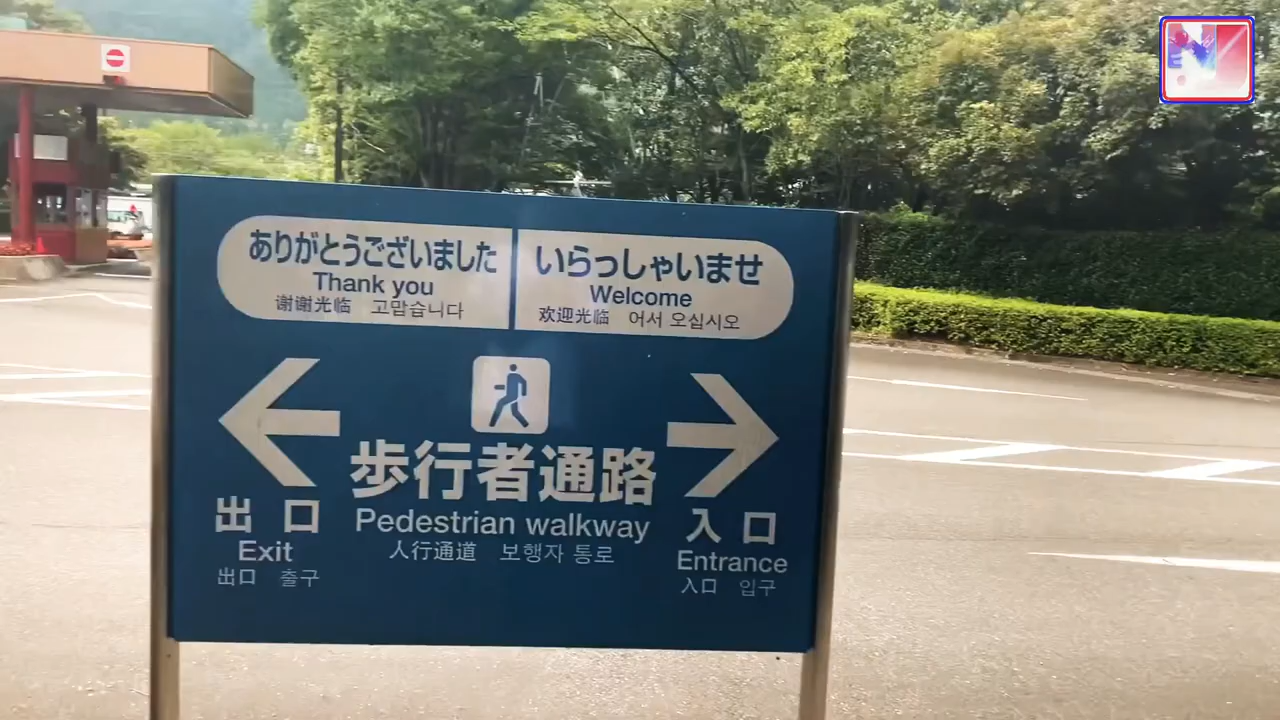 ありがとうございました
Thank you
谢谢光临 고맙습니다
いらっしゃいませ
Welcome
欢迎光临 어서 오십시오
歩行者通路
Pedestrian walkway
人行通道 보행자 통로
出口
Exit
出口 출구
入口
Entrance
入口 입구